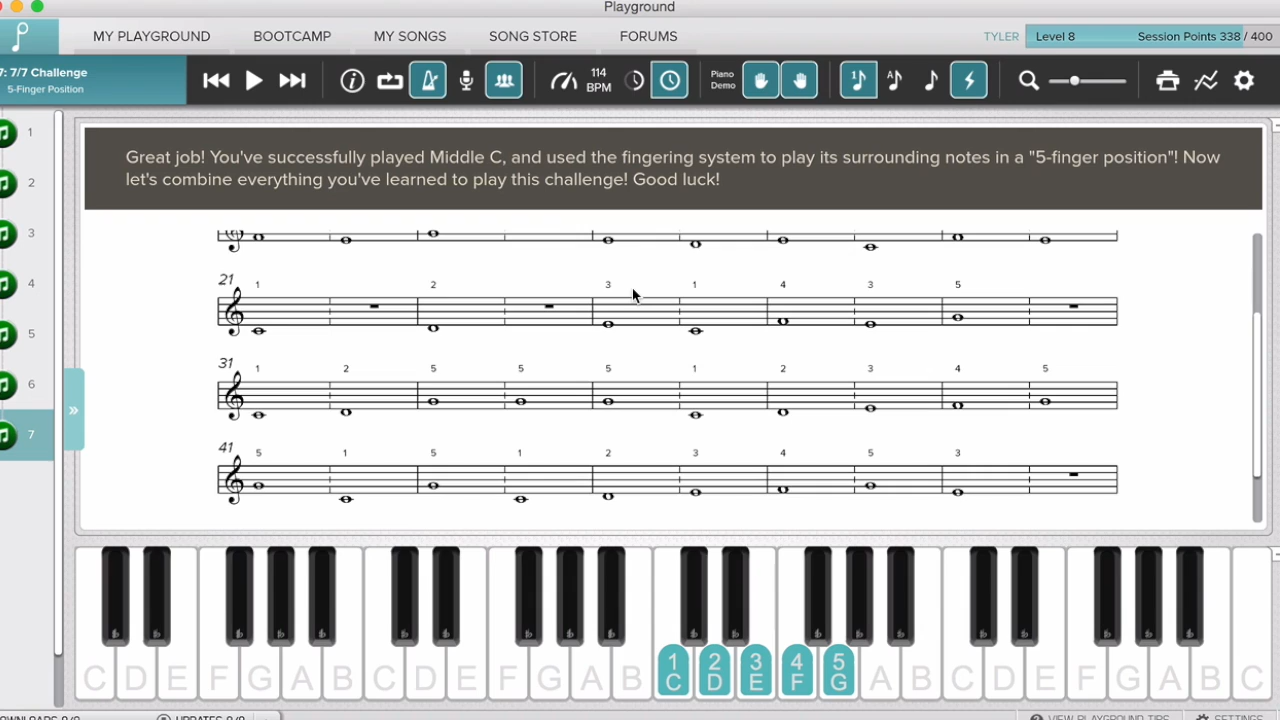 Playground
MY PLAYGROUND BOOTCAMP MY SONGS SONG STORE FORUMS TYLER Level 8 Session Points 338 / 400
7: 7/7 Challenge
5-Finger Position
114
BPM
Piano
Demo
1
2
3
4
5
6
7
Great job! You've successfully played Middle C, and used the fingering system to play its surrounding notes in a "5-finger position"! Now
let's combine everything you've learned to play this challenge! Good luck!
21 1 2 3 1 4 3 5
31 1 2 5 5 5 1 2 3 4 5
41 5 1 5 1 2 3 4 5 3
1 2 3 4 5
C D E F G A B C D E F G A B C D E F G A B C D E F G A B C
VIEW PLAYGROUND TIPS SETTINGS